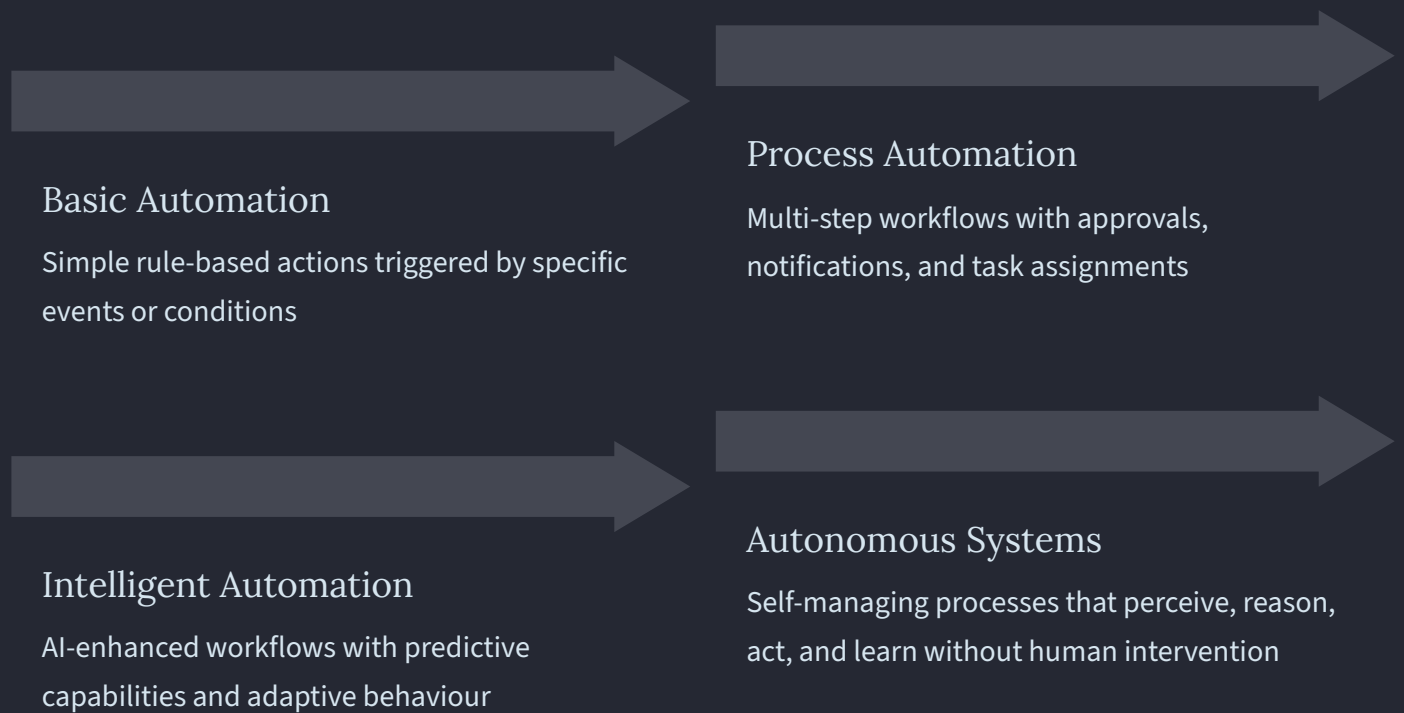 Basic Automation
Simple rule-based actions triggered by specific
events or conditions
Process Automation
Multi-step workflows with approvals,
notifications, and task assignments
Intelligent Automation
AI-enhanced workflows with predictive
capabilities and adaptive behaviour
Autonomous Systems
Self-managing processes that perceive, reason,
act, and learn without human intervention